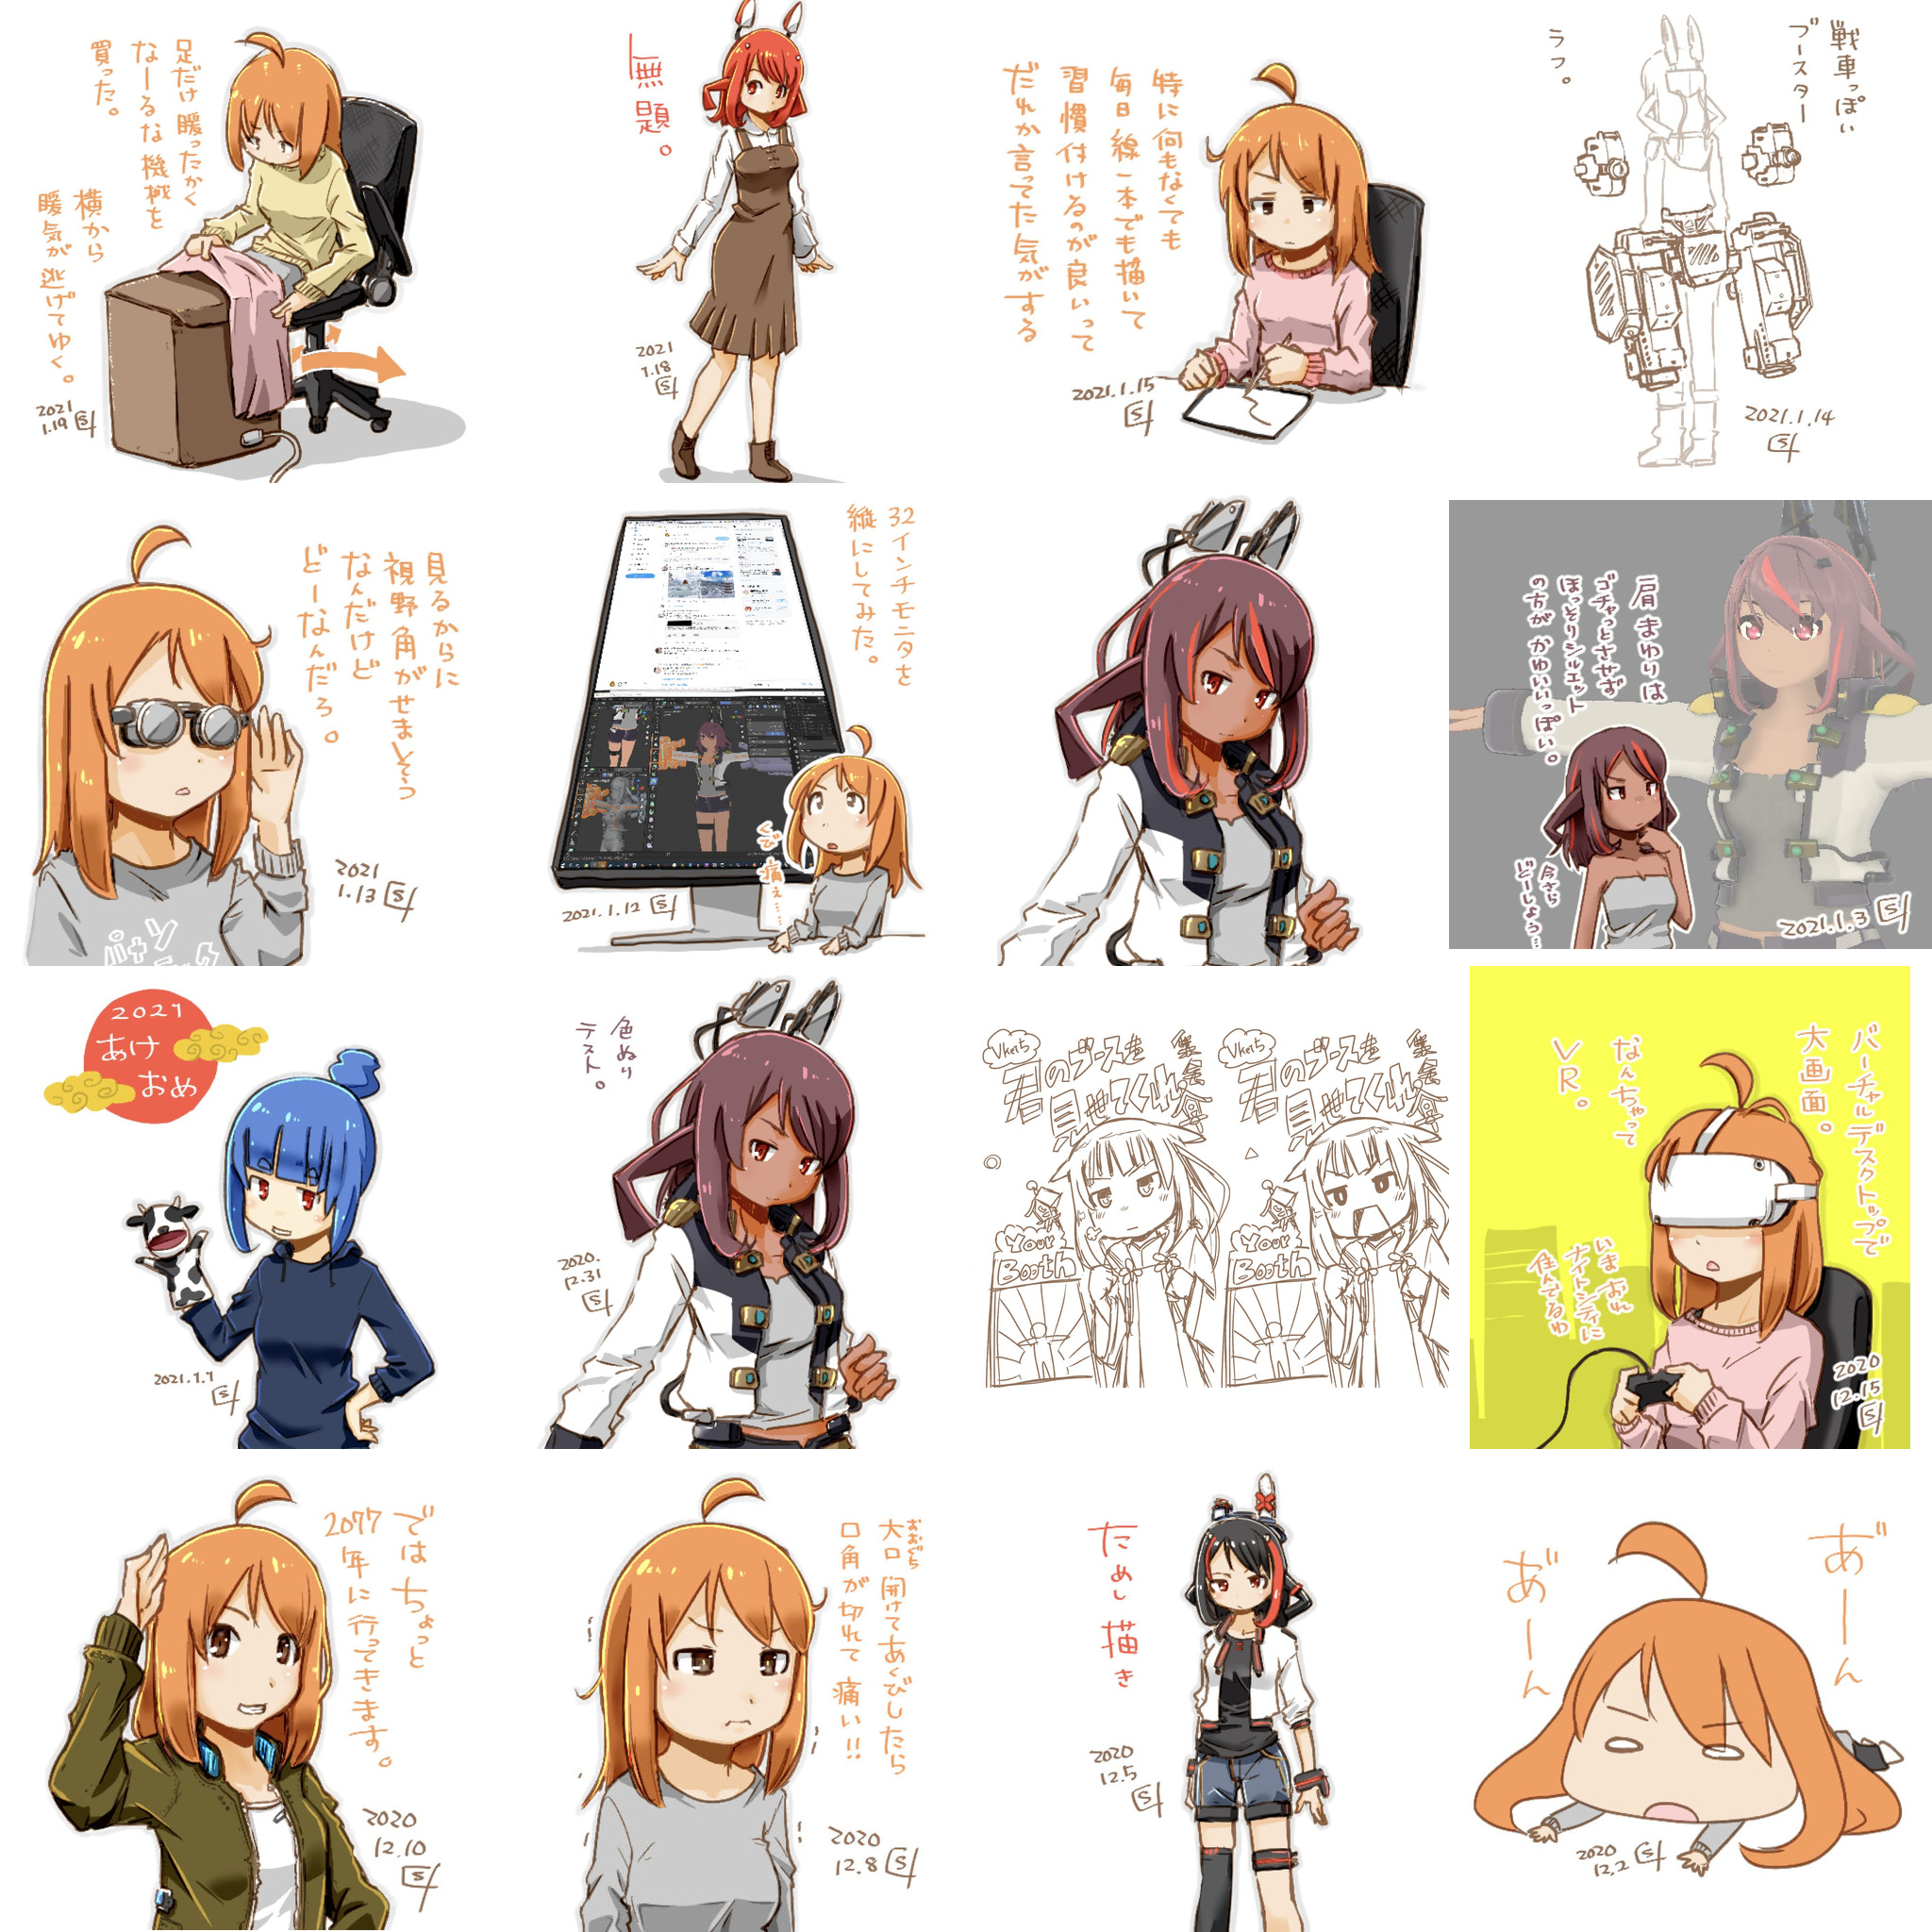 足だけ暖ったかく
なーるな機械を
買った。
横から
暖気が逃げてゆく。
2021
1.19
無題。
2021
1.18
特に何もなくても
毎日線一本でも描いて
習慣付けるのが良いって
だれか言ってた気がする
2021.1.15
戦車っぽい
ブースター
ラフ。
2021.1.14
見るからに
視野角がせまそう
なんだけど
どーなんだろ。
2021
1.13
パナソ
ニック
32インチモニタを
縦にしてみた。
くび痛ぇ……
2021.1.12
肩まわりは
ゴチャっとさせず
ほっそりシルエット
の方がかわいいっぽい。
今さら
どーしよう…
2021.1.3
2021
あけ
おめ
2021.1.1
色ぬり
テスト。
2020.
12.31
Vket5
君のブースを
見せてくれ
集会
◎
Your
Booth
Vket5
君のブースを
見せてくれ
集会
△
Your
Booth
バーチャルデスクトップで
大画面。
なんちゃって
VR。
いまおれ
ナイトシティに
住んでるわ
2020
12.15
ではちょっと
2077年に行ってきます。
2020
12.10
大口開けてあくびしたら
おおぐち
口角が切れて痛い!!
2020
12.8
ためし描き
2020
12.5
あ゛ーん
あ゛ーん
2020
12.2